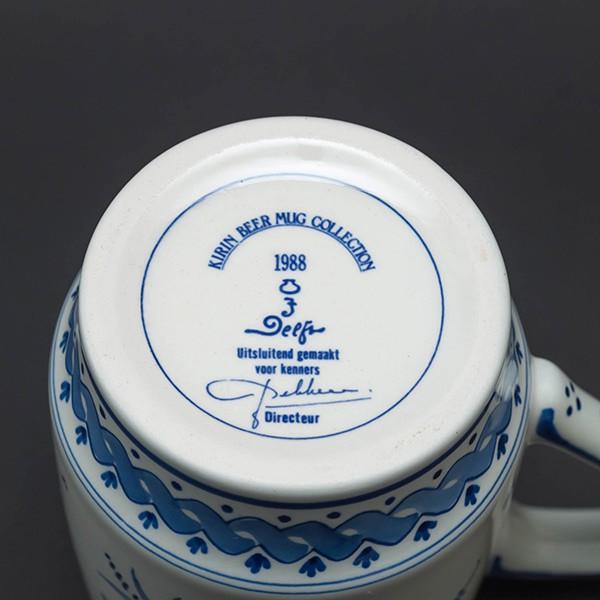 KIRIN BEER MUG COLLECTION
1988
Delft
Uitsluitend gemaakt
voor kenners
Directeur